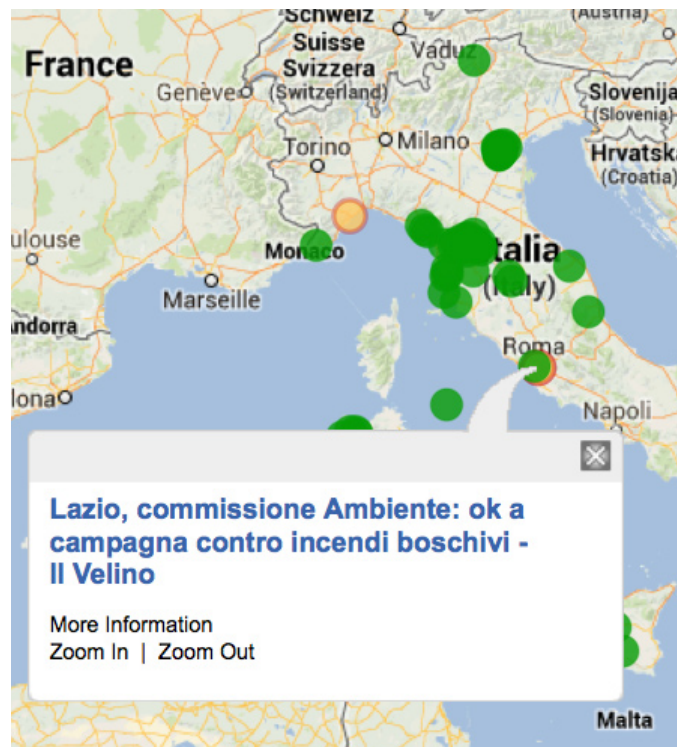 Schweiz
(Austria)
Suisse
Vaduz
France
Svizzera
Genève
(Switzerland)
Slovenija
(Slovenia)
Torino
Milano
Hrvatska
(Croatia)
ulouse
Monaco
Italia
(Italy)
Marseille
ndorra
Roma
lona
Napoli
Lazio, commissione Ambiente: ok a
campagna contro incendi boschivi -
Il Velino
More Information
Zoom In | Zoom Out
Malta